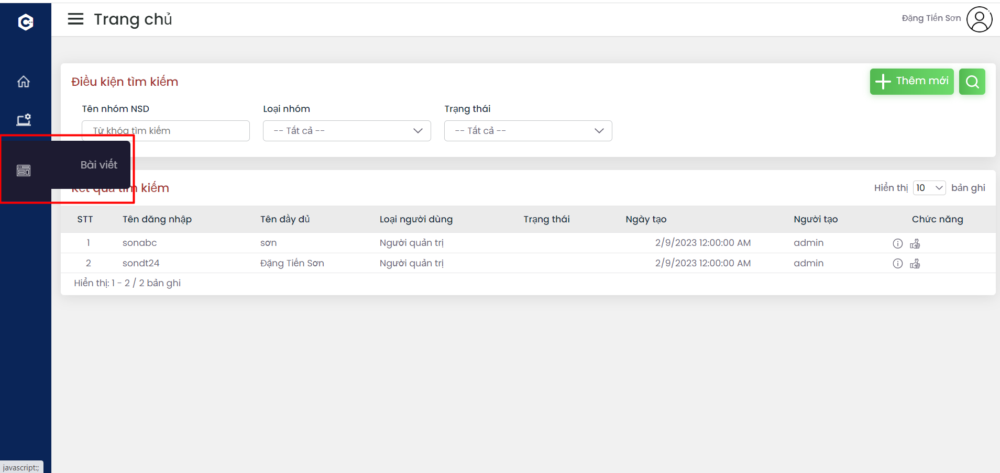 Trang chủ
Đặng Tiến Sơn
Điều kiện tìm kiếm
Thêm mới
Tên nhóm NSD
Loại nhóm
Trạng thái
Từ khóa tìm kiếm
-- Tất cả --
-- Tất cả --
Bài viết
Kết quả tìm kiếm
Hiển thị 10 bản ghi
STT Tên đăng nhập Tên đầy đủ Loại người dùng Trạng thái Ngày tạo Người tạo Chức năng
1 sonabc sơn Người quản trị 2/9/2023 12:00:00 AM admin
2 sondt24 Đặng Tiến Sơn Người quản trị 2/9/2023 12:00:00 AM admin
Hiển thị: 1 - 2 / 2 bản ghi
javascript:;